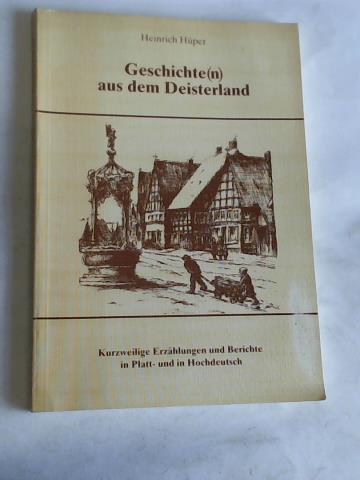 Heinrich Hüper
Geschichte(n)
aus dem Deisterland
Kurzweilige Erzählungen und Berichte
in Platt- und in Hochdeutsch